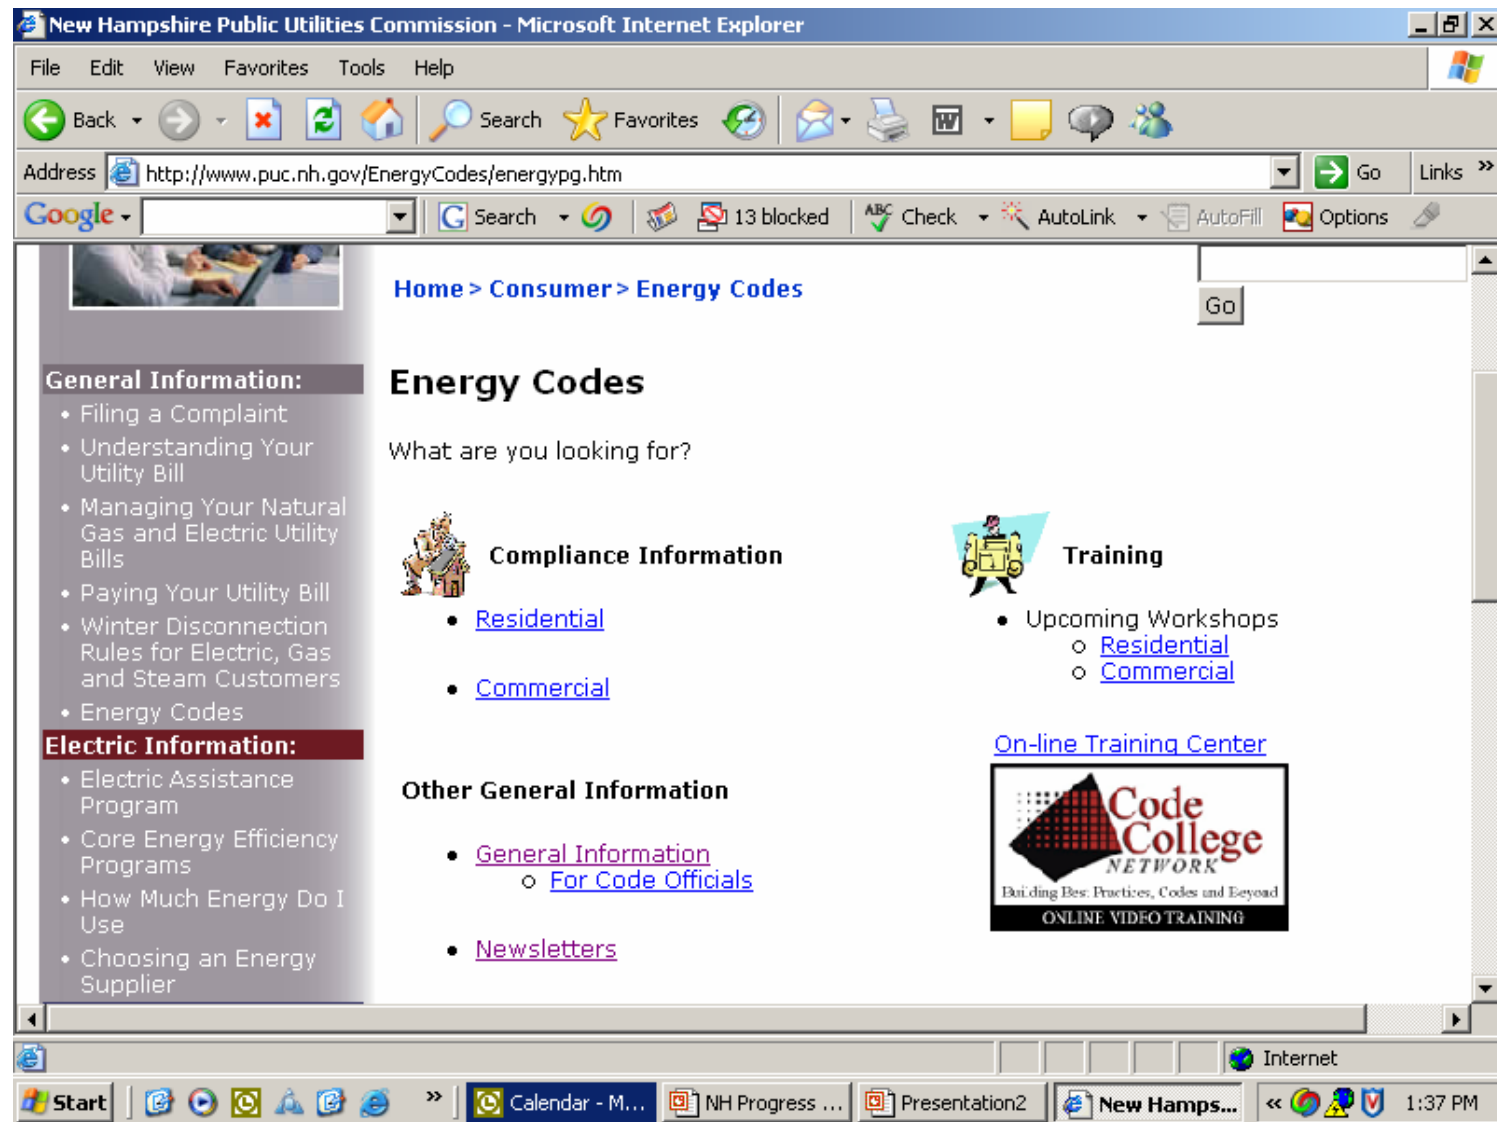 New Hampshire Public Utilities Commission - Microsoft Internet Explorer
File Edit View Favorites Tools Help
Back Search Favorites
Address http://www.puc.nh.gov/EnergyCodes/energypg.htm Go Links »
Google Search 13 blocked ABC Check AutoLink AutoFill Options
Home > Consumer > Energy Codes
Go
General Information:
• Filing a Complaint
• Understanding Your
Utility Bill
• Managing Your Natural
Gas and Electric Utility
Bills
• Paying Your Utility Bill
• Winter Disconnection
Rules for Electric, Gas
and Steam Customers
• Energy Codes
Electric Information:
• Electric Assistance
Program
• Core Energy Efficiency
Programs
• How Much Energy Do I
Use
• Choosing an Energy
Supplier
Energy Codes
What are you looking for?
Compliance Information
• Residential
• Commercial
Other General Information
• General Information
o For Code Officials
• Newsletters
Training
• Upcoming Workshops
o Residential
o Commercial
On-line Training Center
Code
College
NETWORK
Building Best Practices, Codes and Beyond
ONLINE VIDEO TRAINING
Internet
Start » Calendar - M... NH Progress ... Presentation2 New Hamps... « 1:37 PM